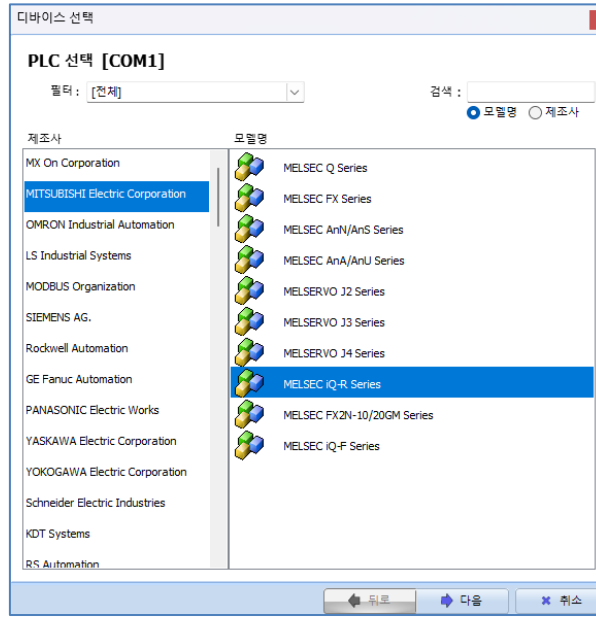 디바이스 선택
PLC 선택 [COM1]
필터 : [전체]
검색 :
모델명 제조사
제조사
MX On Corporation
MITSUBISHI Electric Corporation
OMRON Industrial Automation
LS Industrial Systems
MODBUS Organization
SIEMENS AG.
Rockwell Automation
GE Fanuc Automation
PANASONIC Electric Works
YASKAWA Electric Corporation
YOKOGAWA Electric Corporation
Schneider Electric Industries
KDT Systems
RS Automation
모델명
MELSEC Q Series
MELSEC FX Series
MELSEC AnN/AnS Series
MELSEC AnA/AnU Series
MELSERVO J2 Series
MELSERVO J3 Series
MELSERVO J4 Series
MELSEC iQ-R Series
MELSEC FX2N-10/20GM Series
MELSEC iQ-F Series
뒤로 다음 취소